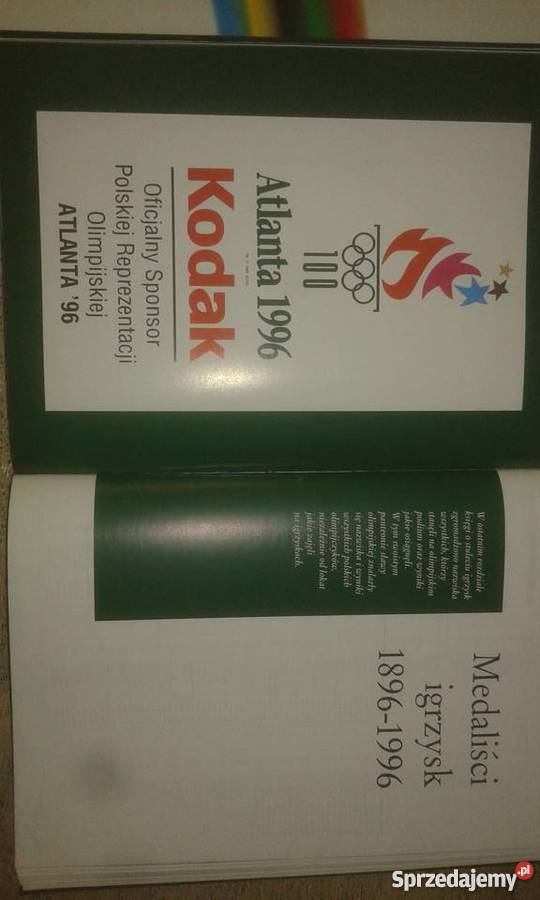 100
Atlanta 1996
Kodak
Oficjalny Sponsor
Polskiej Reprezentacji
Olimpijskiej
ATLANTA '96
W ostatnim rozdziale
księgi o stuleciu igrzysk
zgromadzono nazwiska
wszystkich, którzy
stanęli na olimpijskim
podium oraz wyniki
jakie osiągnęli.
W tym swoistym
panteonie sławy
olimpijskiej znalazły
się nazwiska i wyniki
wszystkich polskich
olimpijczyków,
niezależnie od lokat
jakie zajęli
na igrzyskach.
Medaliści
igrzysk
1896-1996
Sprzedajemy.pl